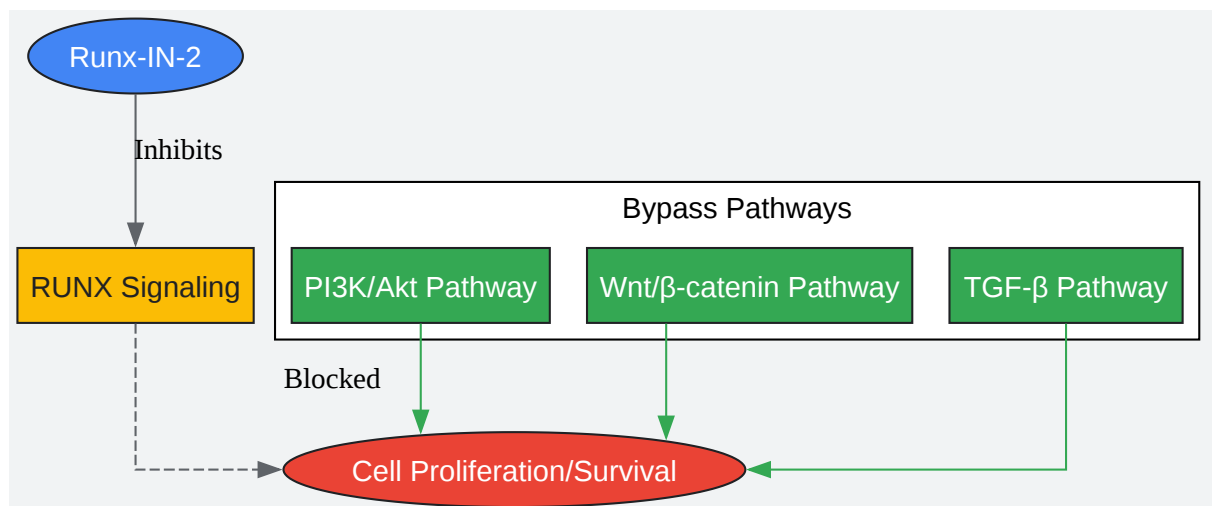 Runx-IN-2
Inhibits
Bypass Pathways
RUNX Signaling
PI3K/Akt Pathway
Wnt/β-catenin Pathway
TGF-β Pathway
Blocked
Cell Proliferation/Survival